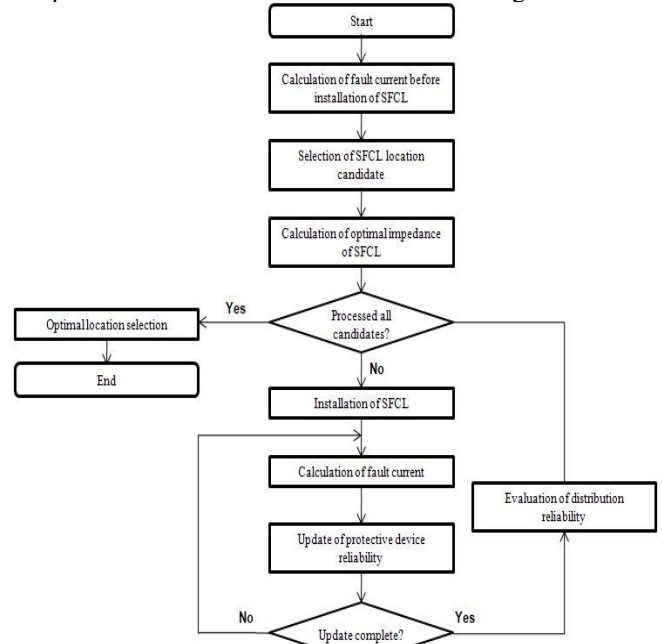 Start
Calculation of fault current before
installation of SFCL
Selection of SFCL location
candidate
Calculation of optimal impedance
of SFCL
Processed all
candidates?
Yes
Optimal location selection
End
No
Installation of SFCL
Calculation of fault current
Update of protective device
reliability
Evaluation of distribution
reliability
Update complete?
No
Yes